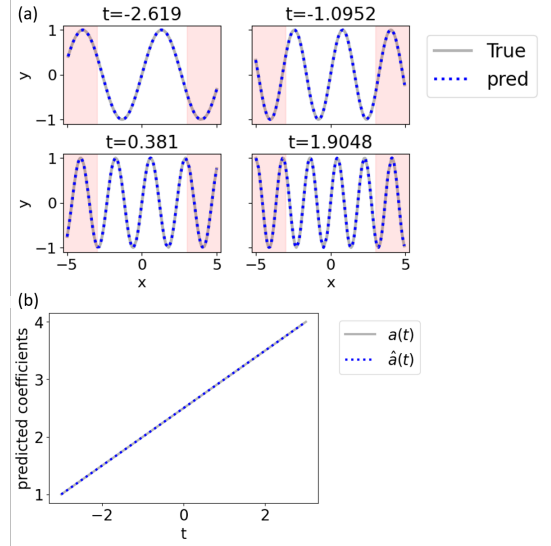 (a)
t=-2.619
t=-1.0952
1
0
−1
y
True
pred
t=0.381
t=1.9048
1
0
−1
y
−5
0
5
−5
0
5
x
x
(b)
4
3
2
1
predicted coefficients
a(t)
â(t)
−2
0
2
t